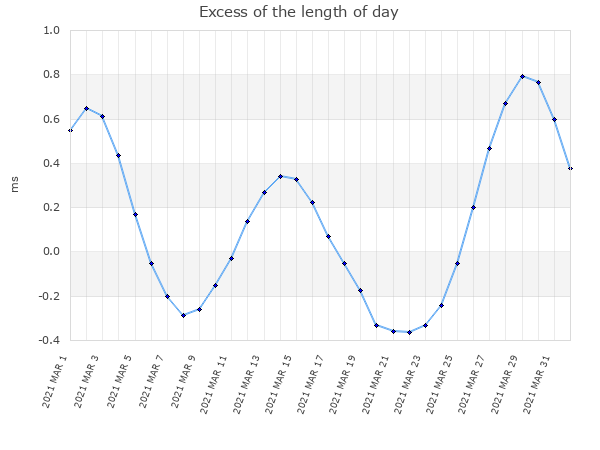 Excess of the length of day
1.0
0.8
0.6
0.4
0.2
0.0
-0.2
-0.4
ms
2021 MAR 1
2021 MAR 3
2021 MAR 5
2021 MAR 7
2021 MAR 9
2021 MAR 11
2021 MAR 13
2021 MAR 15
2021 MAR 17
2021 MAR 19
2021 MAR 21
2021 MAR 23
2021 MAR 25
2021 MAR 27
2021 MAR 29
2021 MAR 31